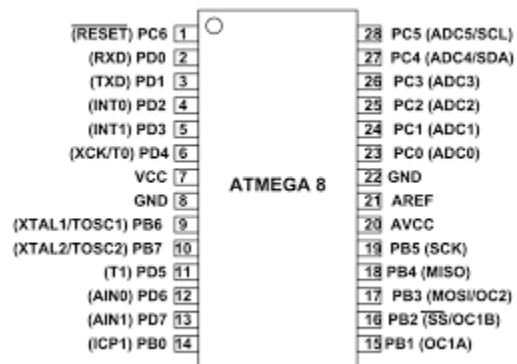 (RESET) PC6 1 28 PC5 (ADC5/SCL)
(RXD) PD0 2 27 PC4 (ADC4/SDA)
(TXD) PD1 3 26 PC3 (ADC3)
(INT0) PD2 4 25 PC2 (ADC2)
(INT1) PD3 5 24 PC1 (ADC1)
(XCK/T0) PD4 6 23 PC0 (ADC0)
VCC 7 22 GND
ATMEGA 8
GND 8 21 AREF
(XTAL1/TOSC1) PB6 9 20 AVCC
(XTAL2/TOSC2) PB7 10 19 PB5 (SCK)
(T1) PD5 11 18 PB4 (MISO)
(AIN0) PD6 12 17 PB3 (MOSI/OC2)
(AIN1) PD7 13 16 PB2 (SS/OC1B)
(ICP1) PB0 14 15 PB1 (OC1A)